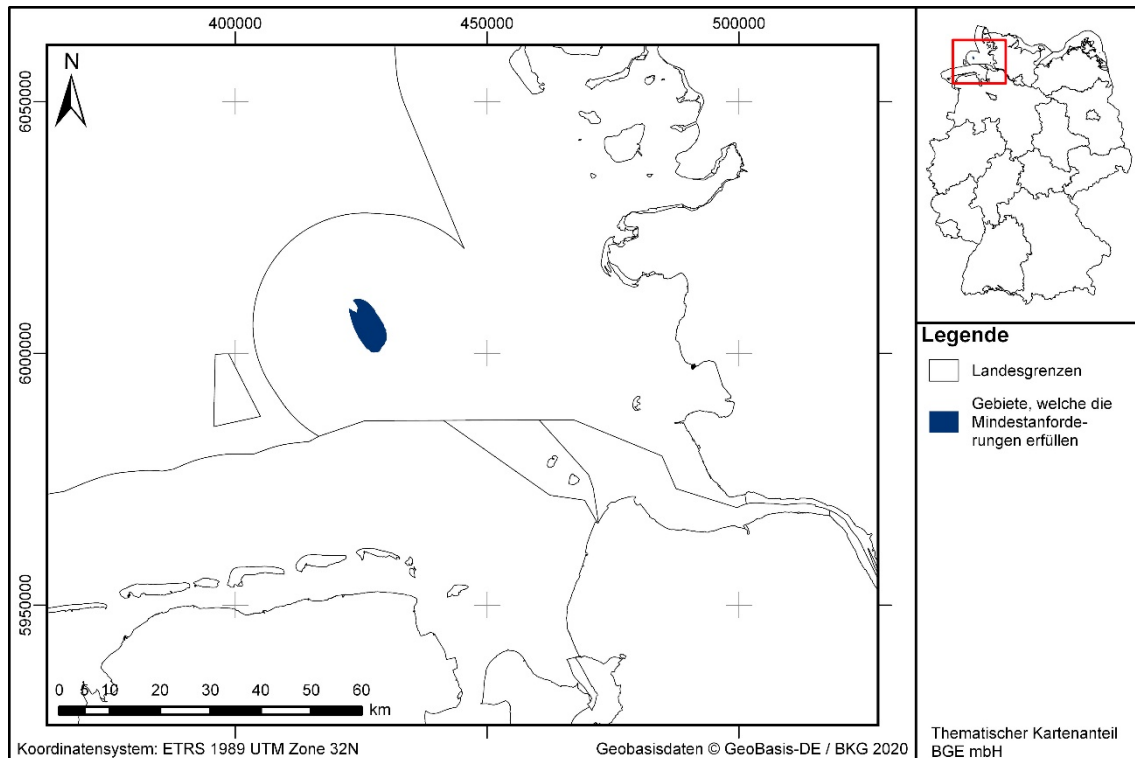 400000 450000 500000
N
6050000
6000000
5950000
0 5 10 20 30 40 50 60
km
Koordinatensystem: ETRS 1989 UTM Zone 32N
Geobasisdaten © GeoBasis-DE / BKG 2020
Legende
Landesgrenzen
Gebiete, welche die
Mindestanforde-
rungen erfüllen
Thematischer Kartenanteil
BGE mbH